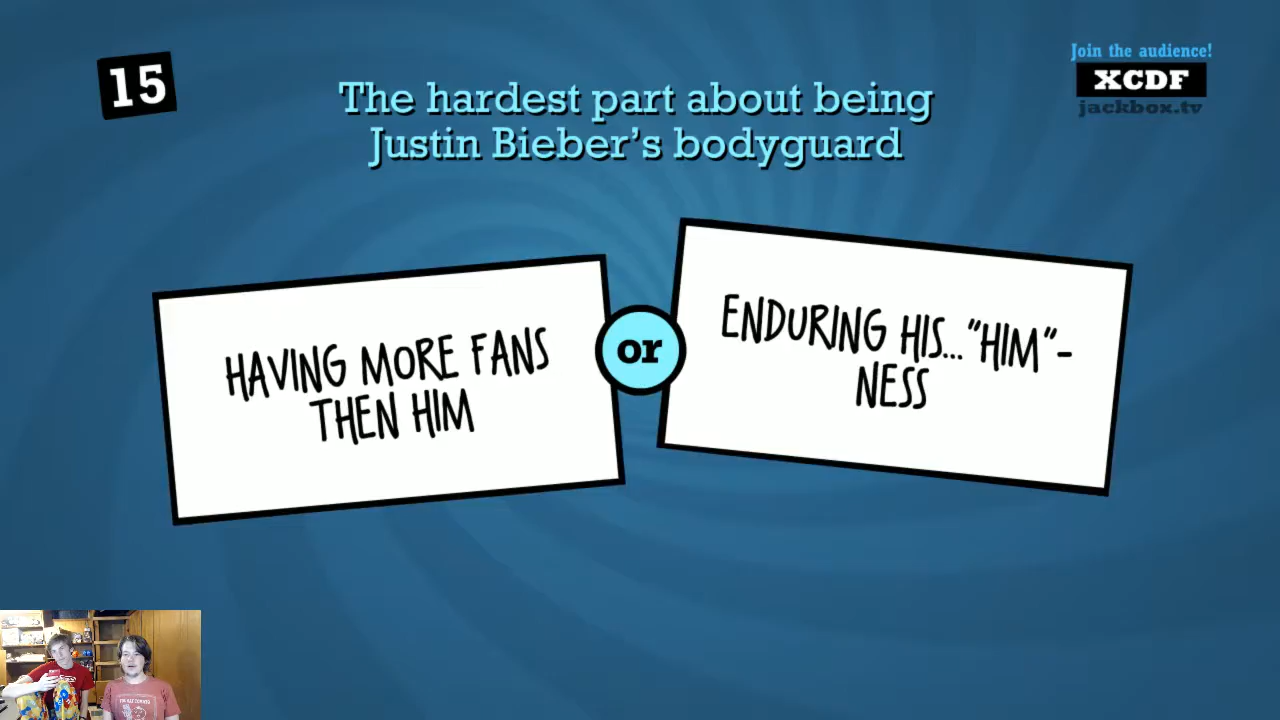 15
Join the audience!
XCDF
jackbox.tv
The hardest part about being
Justin Bieber's bodyguard
HAVING MORE FANS
THEN HIM
or
ENDURING HIS..."HIM"-
NESS